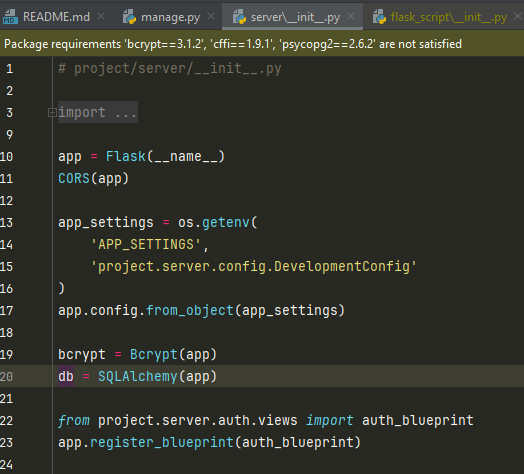 README.md manage.py server\__init__.py flask_script\__init__.py
Package requirements 'bcrypt==3.1.2', 'cffi==1.9.1', 'psycopg2==2.6.2' are not satisfied
1 # project/server/__init__.py
2
3 import ...
9
10 app = Flask(__name__)
11 CORS(app)
12
13 app_settings = os.getenv(
14 'APP_SETTINGS',
15 'project.server.config.DevelopmentConfig'
16 )
17 app.config.from_object(app_settings)
18
19 bcrypt = Bcrypt(app)
20 db = SQLAlchemy(app)
21
22 from project.server.auth.views import auth_blueprint
23 app.register_blueprint(auth_blueprint)
24